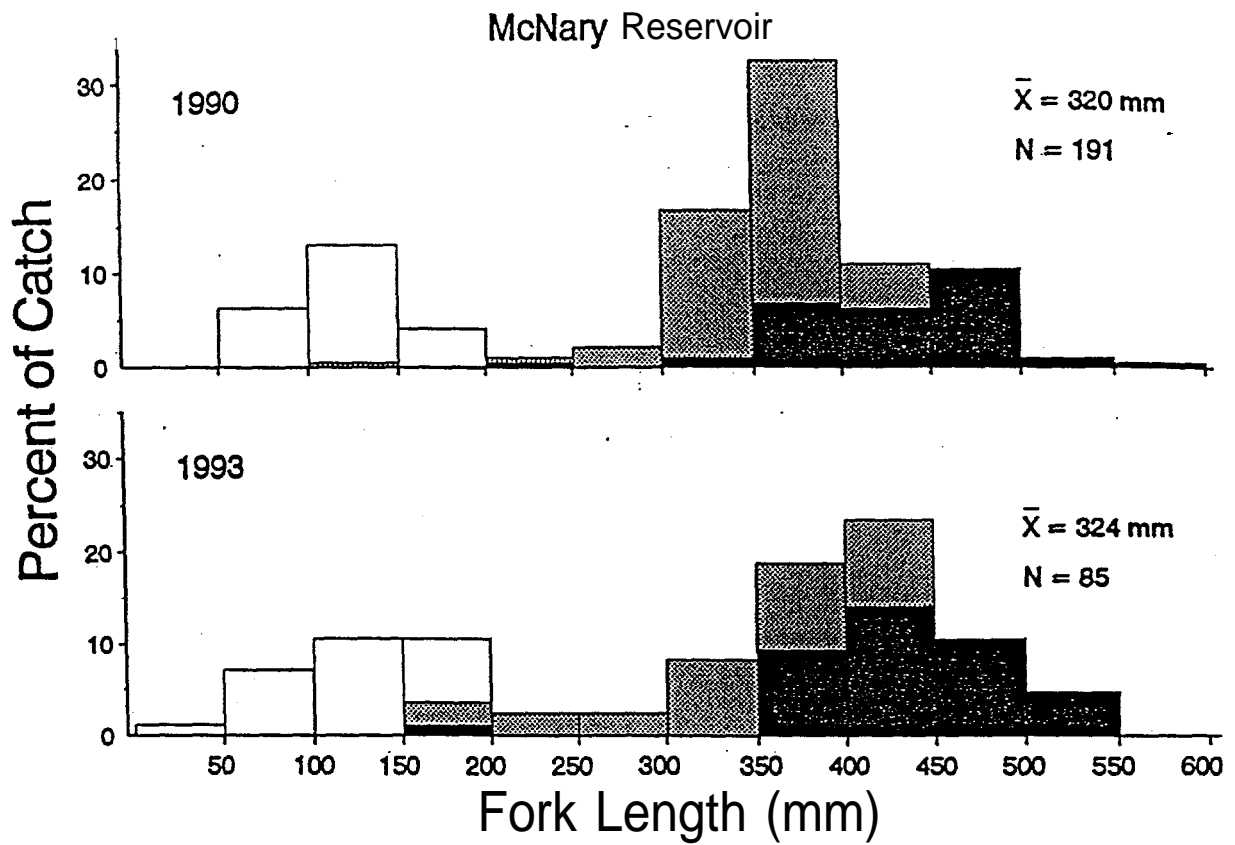 McNary Reservoir
Percent of Catch
30
20
10
0
1990
X̄ = 320 mm
N = 191
30
20
10
0
1993
X̄ = 324 mm
N = 85
50 100 150 200 250 300 350 400 450 500 550 600
Fork Length (mm)